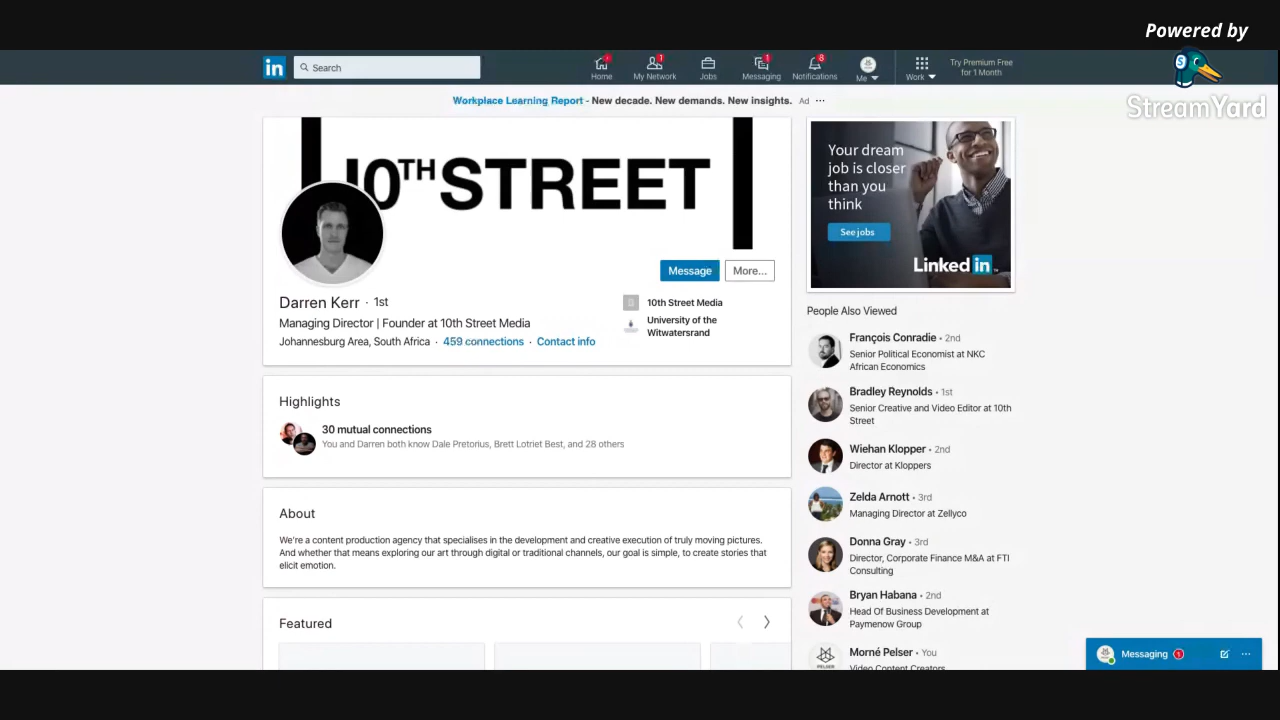 Powered by
StreamYard
in
Search
Home
1
My Network
Jobs
1
Messaging
8
Notifications
Me
Work
Try Premium Free
for 1 Month
Workplace Learning Report - New decade. New demands. New insights. Ad ...
10TH STREET
Message
More...
Darren Kerr · 1st
Managing Director | Founder at 10th Street Media
Johannesburg Area, South Africa · 459 connections · Contact info
10th Street Media
University of the
Witwatersrand
Highlights
30 mutual connections
You and Darren both know Dale Pretorius, Brett Lotriet Best, and 28 others
About
We're a content production agency that specialises in the development and creative execution of truly moving pictures.
And whether that means exploring our art through digital or traditional channels, our goal is simple, to create stories that
elicit emotion.
Featured
Your dream
job is closer
than you
think
See jobs
Linked in
People Also Viewed
François Conradie • 2nd
Senior Political Economist at NKC
African Economics
Bradley Reynolds • 1st
Senior Creative and Video Editor at 10th
Street
Wiehan Klopper • 2nd
Director at Kloppers
Zelda Arnott • 3rd
Managing Director at Zellyco
Donna Gray • 3rd
Director, Corporate Finance M&A at FTI
Consulting
Bryan Habana • 2nd
Head Of Business Development at
Paymenow Group
Morné Pelser • You
Video Content Creators
Messaging 1 ...